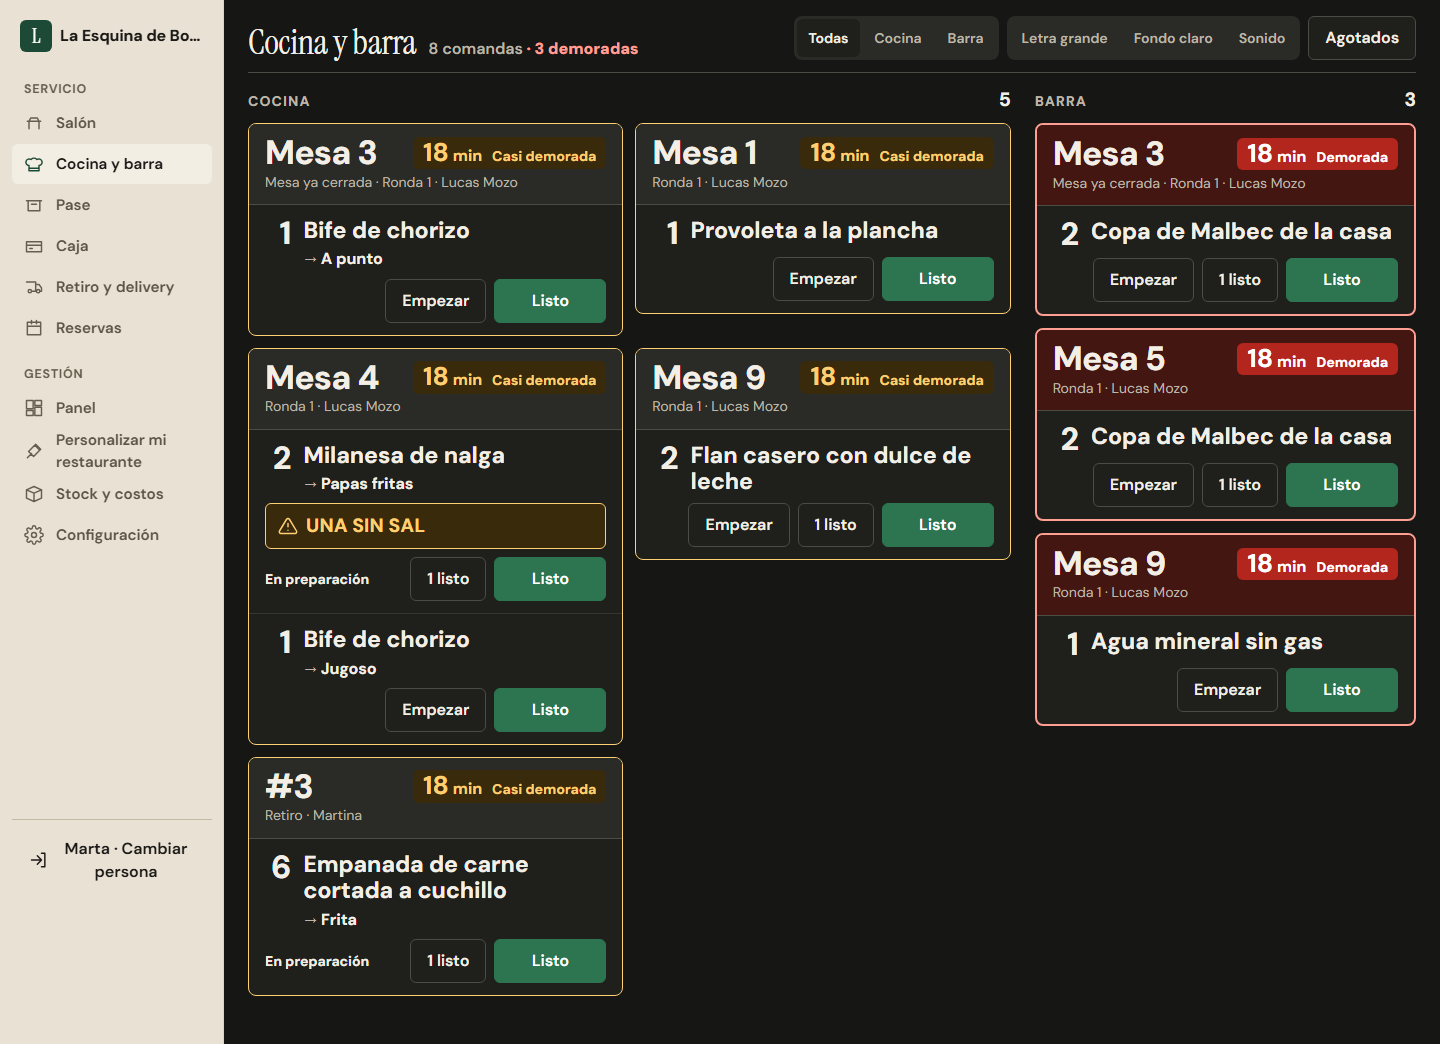 L La Esquina de Bo...
SERVICIO
Salón
Cocina y barra
Pase
Caja
Retiro y delivery
Reservas
GESTIÓN
Panel
Personalizar mi
restaurante
Stock y costos
Configuración
Marta · Cambiar
persona
Cocina y barra 8 comandas · 3 demoradas
Todas Cocina Barra
Letra grande Fondo claro Sonido
Agotados
COCINA 5
Mesa 3 18 min Casi demorada
Mesa ya cerrada · Ronda 1 · Lucas Mozo
1 Bife de chorizo
→ A punto
Empezar Listo
Mesa 1 18 min Casi demorada
Ronda 1 · Lucas Mozo
1 Provoleta a la plancha
Empezar Listo
Mesa 4 18 min Casi demorada
Ronda 1 · Lucas Mozo
2 Milanesa de nalga
→ Papas fritas
UNA SIN SAL
En preparación 1 listo Listo
1 Bife de chorizo
→ Jugoso
Empezar Listo
Mesa 9 18 min Casi demorada
Ronda 1 · Lucas Mozo
2 Flan casero con dulce de
leche
Empezar 1 listo Listo
#3 18 min Casi demorada
Retiro · Martina
6 Empanada de carne
cortada a cuchillo
→ Frita
En preparación 1 listo Listo
BARRA 3
Mesa 3 18 min Demorada
Mesa ya cerrada · Ronda 1 · Lucas Mozo
2 Copa de Malbec de la casa
Empezar 1 listo Listo
Mesa 5 18 min Demorada
Ronda 1 · Lucas Mozo
2 Copa de Malbec de la casa
Empezar 1 listo Listo
Mesa 9 18 min Demorada
Ronda 1 · Lucas Mozo
1 Agua mineral sin gas
Empezar Listo